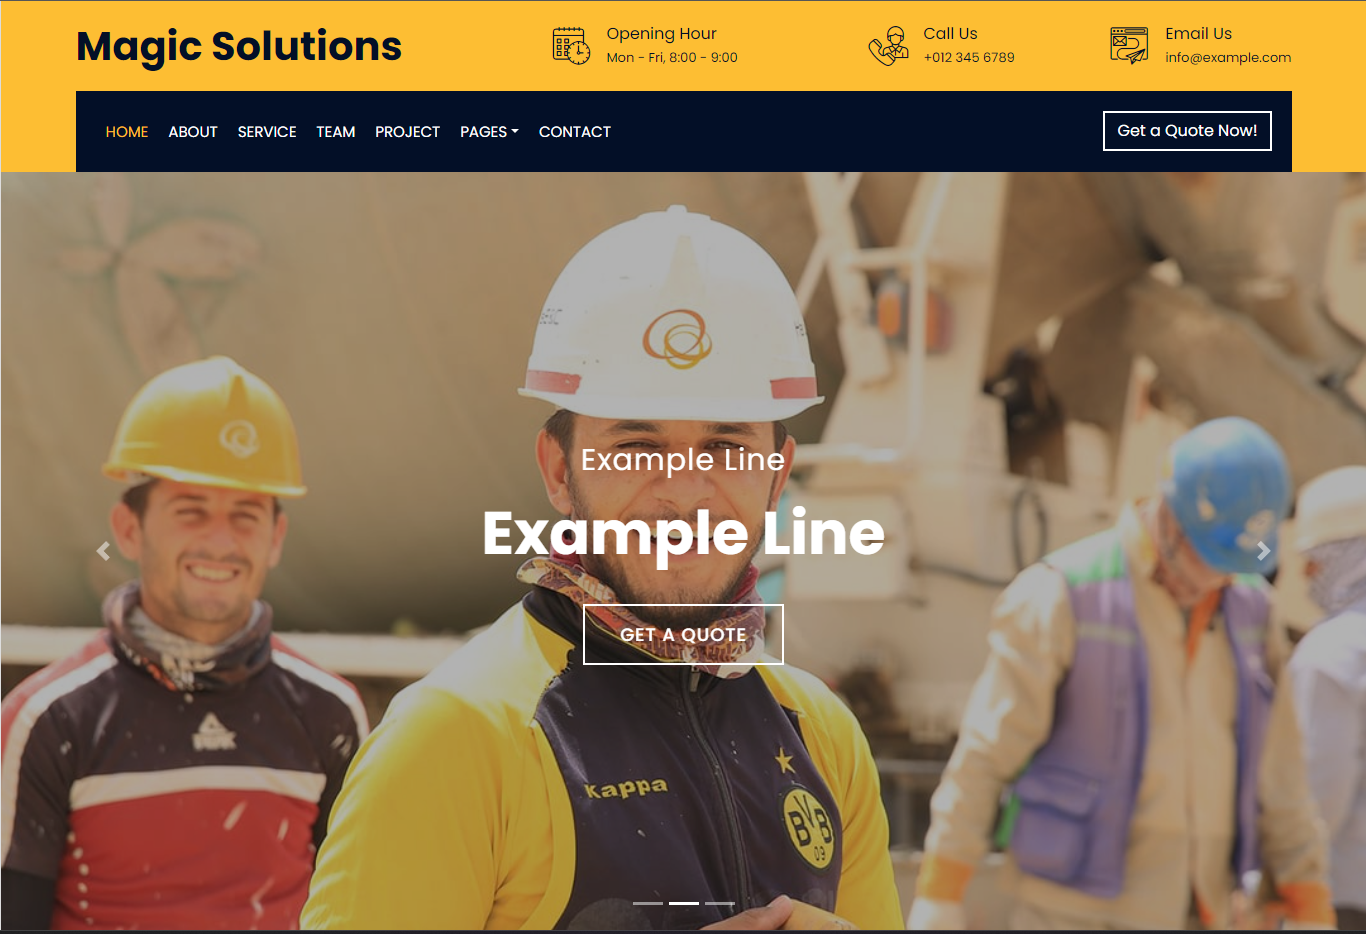 Magic Solutions
Opening Hour
Mon - Fri, 8:00 - 9:00
Call Us
+012 345 6789
Email Us
info@example.com
HOME ABOUT SERVICE TEAM PROJECT PAGES CONTACT
Get a Quote Now!
Example Line
Example Line
GET A QUOTE
Kappa
BVB
09